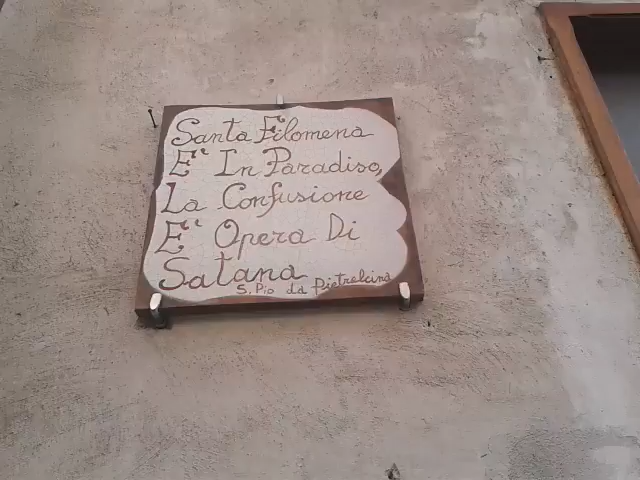 Santa Filomena
E' In Paradiso,
La Confusione
E' Opera Di
Satana
S. Pio da Pietrelcina